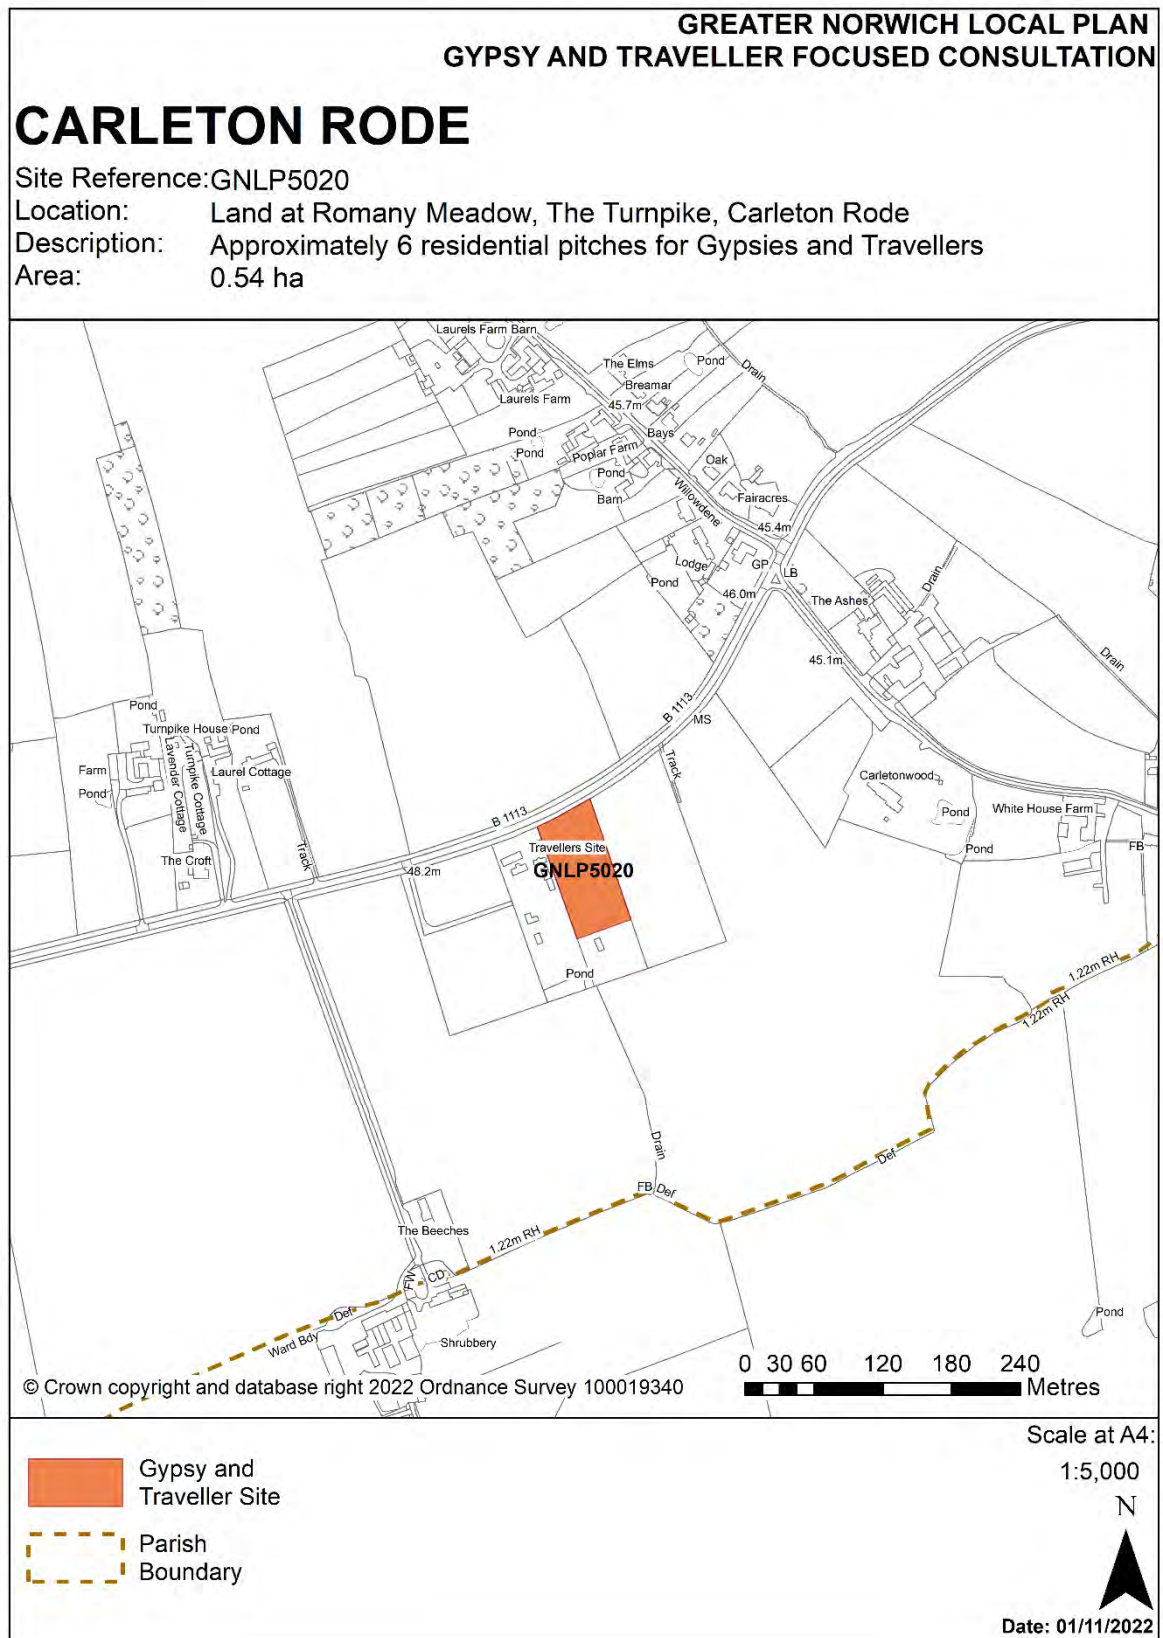 GREATER NORWICH LOCAL PLAN
GYPSY AND TRAVELLER FOCUSED CONSULTATION
CARLETON RODE
Site Reference: GNLP5020
Location: Land at Romany Meadow, The Turnpike, Carleton Rode
Description: Approximately 6 residential pitches for Gypsies and Travellers
Area: 0.54 ha
Laurels Farm Barn
The Elms
Pond
Drain
Breamar
Laurels Farm
45.7m
Pond
Bays
Pond
Poplar Farm
Oak
Pond
Barn
Willowdene
Fairacres
45.4m
Lodge
GP
LB
Pond
46.0m
The Ashes
Drain
45.1m
Drain
Pond
B 1113
MS
Turnpike House
Pond
Lavender Cottage
Turnpike Cottage
Farm
Laurel Cottage
Track
Pond
Carletonwood
Pond
White House Farm
B 1113
The Croft
Track
Travellers Site
Pond
FB
48.2m
GNLP5020
Pond
1.22m RH
1.22m RH
Drain
Def
FB
Def
The Beeches
1.22m RH
FW
CD
Def
Ward Bdy
Shrubbery
Pond
0 30 60 120 180 240
Metres
© Crown copyright and database right 2022 Ordnance Survey 100019340
Scale at A4:
1:5,000
Gypsy and
Traveller Site
N
Parish
Boundary
Date: 01/11/2022